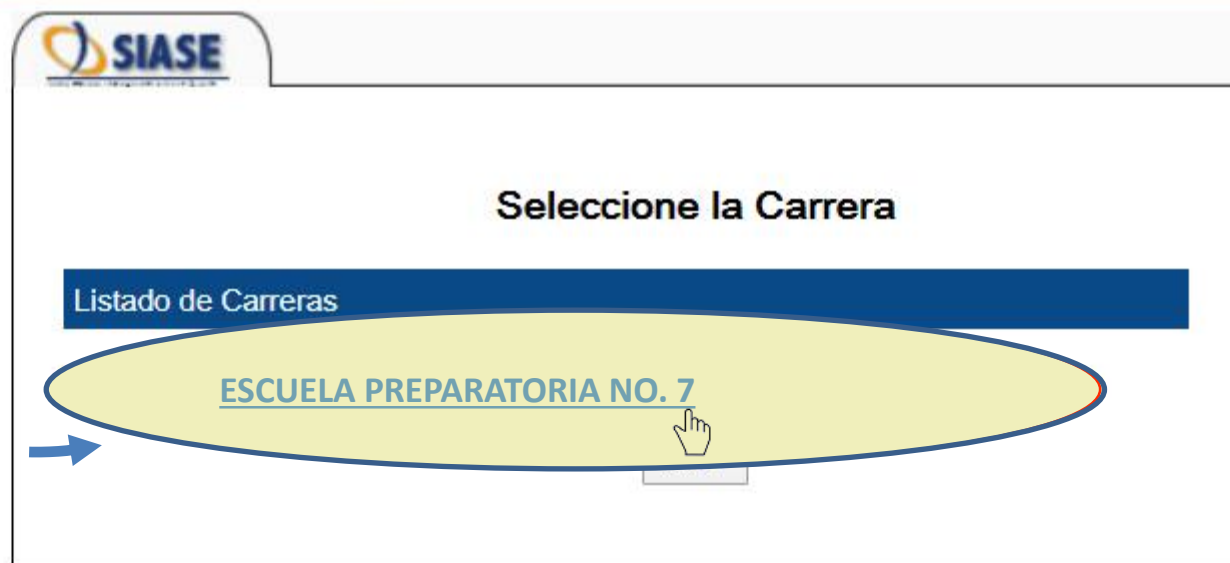 SIASE
Seleccione la Carrera
Listado de Carreras
ESCUELA PREPARATORIA NO. 7